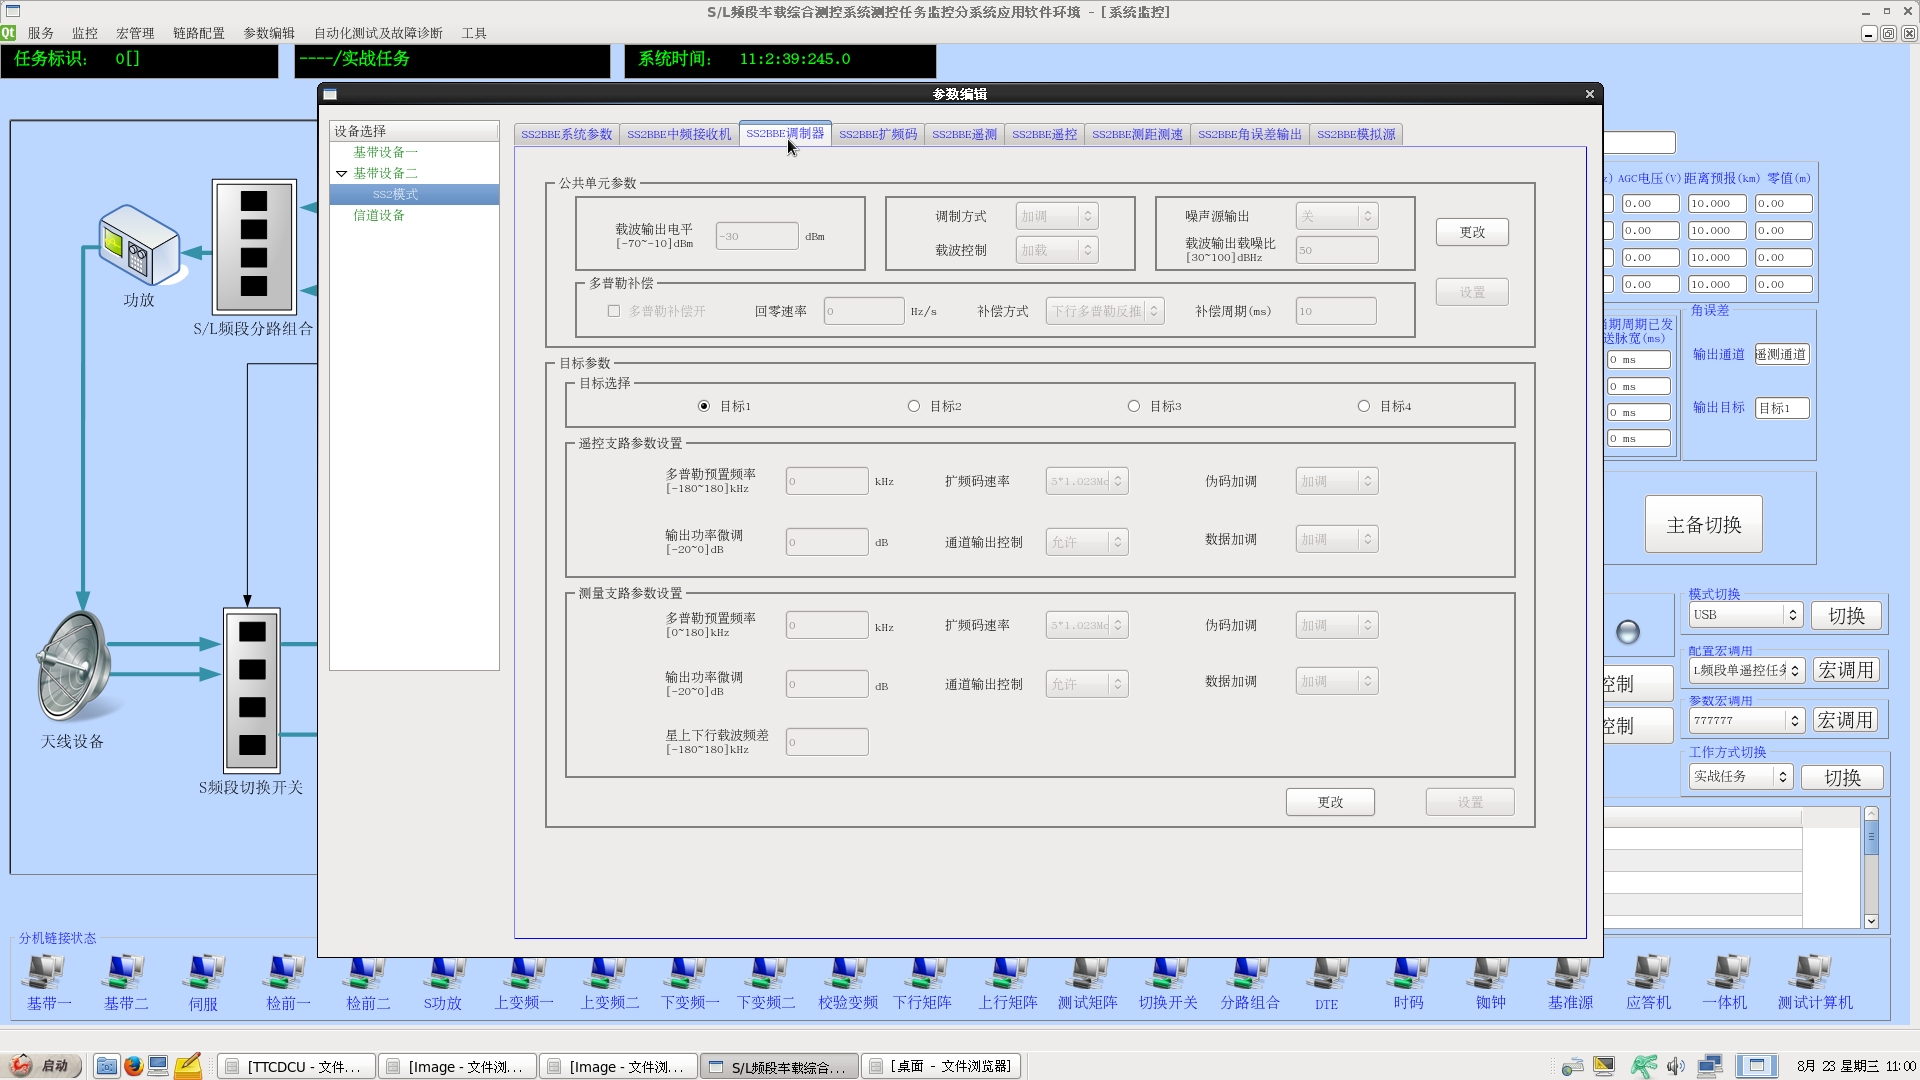 S/L频段车载综合测控系统测控任务监控分系统应用软件环境 - [系统监控]
服务 监控 宏管理 链路配置 参数编辑 自动化测试及故障诊断 工具
任务标识: 0[] ----/实战任务 系统时间: 11:2:39:245.0
参数编辑
设备选择
基带设备一
基带设备二
SS2模式
信道设备
SS2BBE系统参数 SS2BBE中频接收机 SS2BBE调制器 SS2BBE扩频码 SS2BBE遥测 SS2BBE遥控 SS2BBE测距测速 SS2BBE角误差输出 SS2BBE模拟源
公共单元参数
载波输出电平 [-70~-10]dBm -30 dBm
调制方式 加调
载波控制 加载
噪声源输出 关
载波输出载噪比 [30~100]dBHz 50
更改
设置
多普勒补偿
多普勒补偿开 回零速率 0 Hz/s 补偿方式 下行多普勒反推 补偿周期(ms) 10
目标参数
目标选择
目标1 目标2 目标3 目标4
遥控支路参数设置
多普勒预置频率 [-180~180]kHz 0 kHz 扩频码速率 5*1.023Mc 伪码加调 加调
输出功率微调 [-20~0]dB 0 dB 通道输出控制 允许 数据加调 加调
测量支路参数设置
多普勒预置频率 [0~180]kHz 0 kHz 扩频码速率 5*1.023Mc 伪码加调 加调
输出功率微调 [-20~0]dB 0 dB 通道输出控制 允许 数据加调 加调
星上下行载波频差 [-180~180]kHz 0
更改 设置
功放
S/L频段分路组合
天线设备
S频段切换开关
AGC电压(V) 距离预报(km) 零值(m)
0.00 10.000 0.00
0.00 10.000 0.00
0.00 10.000 0.00
0.00 10.000 0.00
期周期已发
送脉宽(ms)
0 ms
0 ms
0 ms
0 ms
角误差
输出通道 遥测通道
输出目标 目标1
主备切换
模式切换
USB 切换
配置宏调用
L频段单遥控任务 宏调用
控制
参数宏调用
777777 宏调用
控制
工作方式切换
实战任务 切换
分机链接状态
基带一 基带二 伺服 检前一 检前二 S功放 上变频一 上变频二 下变频一 下变频二 校验变频 下行矩阵 上行矩阵 测试矩阵 切换开关 分路组合 DTE 时码 铷钟 基准源 应答机 一体机 测试计算机
启动 [TTCDCU - 文件... [Image - 文件浏... [Image - 文件浏... S/L频段车载综合... [桌面 - 文件浏览器] 8月 23 星期三 11:00